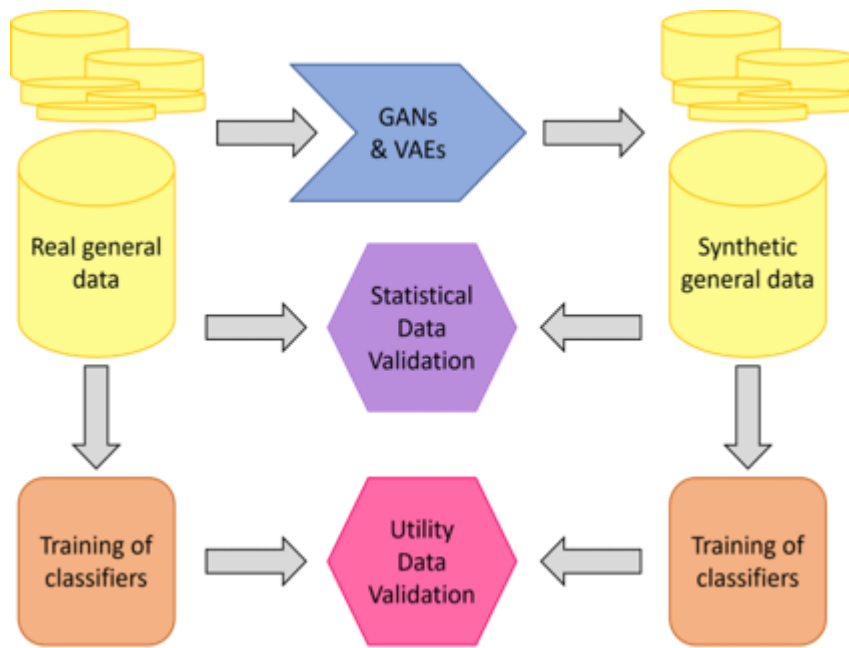 GANs
& VAEs
Real general
data
Synthetic
general data
Statistical
Data
Validation
Training of
classifiers
Utility
Data
Validation
Training of
classifiers